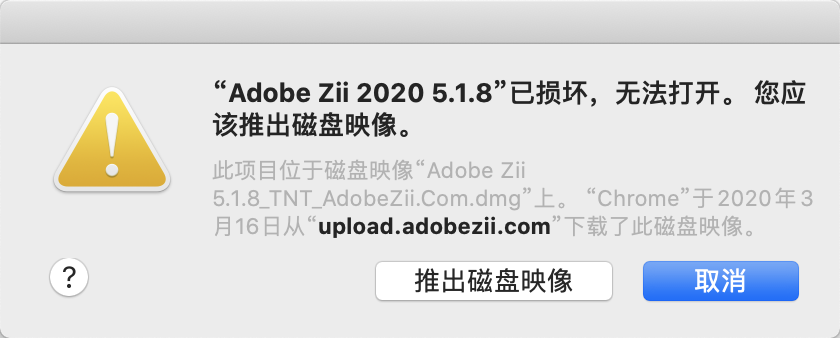 “Adobe Zii 2020 5.1.8”已损坏，无法打开。 您应
该推出磁盘映像。
此项目位于磁盘映像“Adobe Zii
5.1.8_TNT_AdobeZii.Com.dmg”上。 “Chrome”于2020年3
月16日从“upload.adobezii.com”下载了此磁盘映像。
?
推出磁盘映像
取消